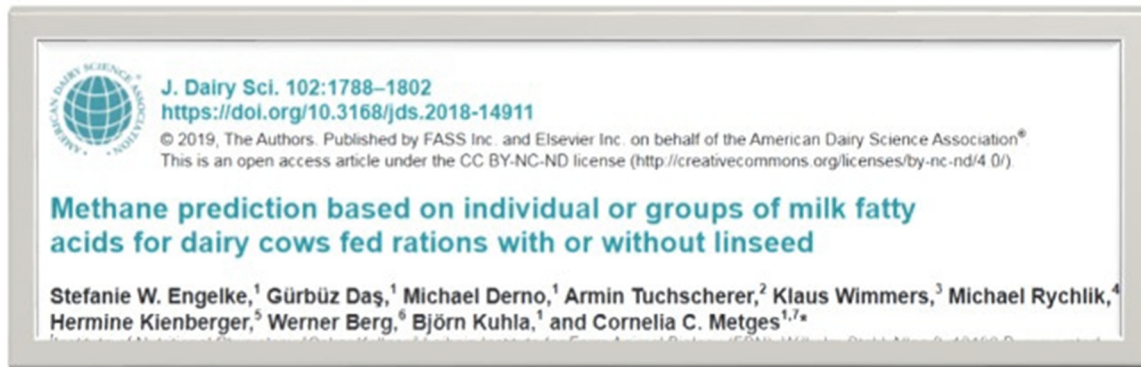 AMERICAN DAIRY SCIENCE ASSOCIATION®
J. Dairy Sci. 102:1788–1802
https://doi.org/10.3168/jds.2018-14911
© 2019, The Authors. Published by FASS Inc. and Elsevier Inc. on behalf of the American Dairy Science Association®.
This is an open access article under the CC BY-NC-ND license (http://creativecommons.org/licenses/by-nc-nd/4.0/).
Methane prediction based on individual or groups of milk fatty
acids for dairy cows fed rations with or without linseed
Stefanie W. Engelke,¹ Gürbüz Daş,¹ Michael Derno,¹ Armin Tuchscherer,² Klaus Wimmers,³ Michael Rychlik,⁴
Hermine Kienberger,⁵ Werner Berg,⁶ Björn Kuhla,¹ and Cornelia C. Metges¹,⁷*